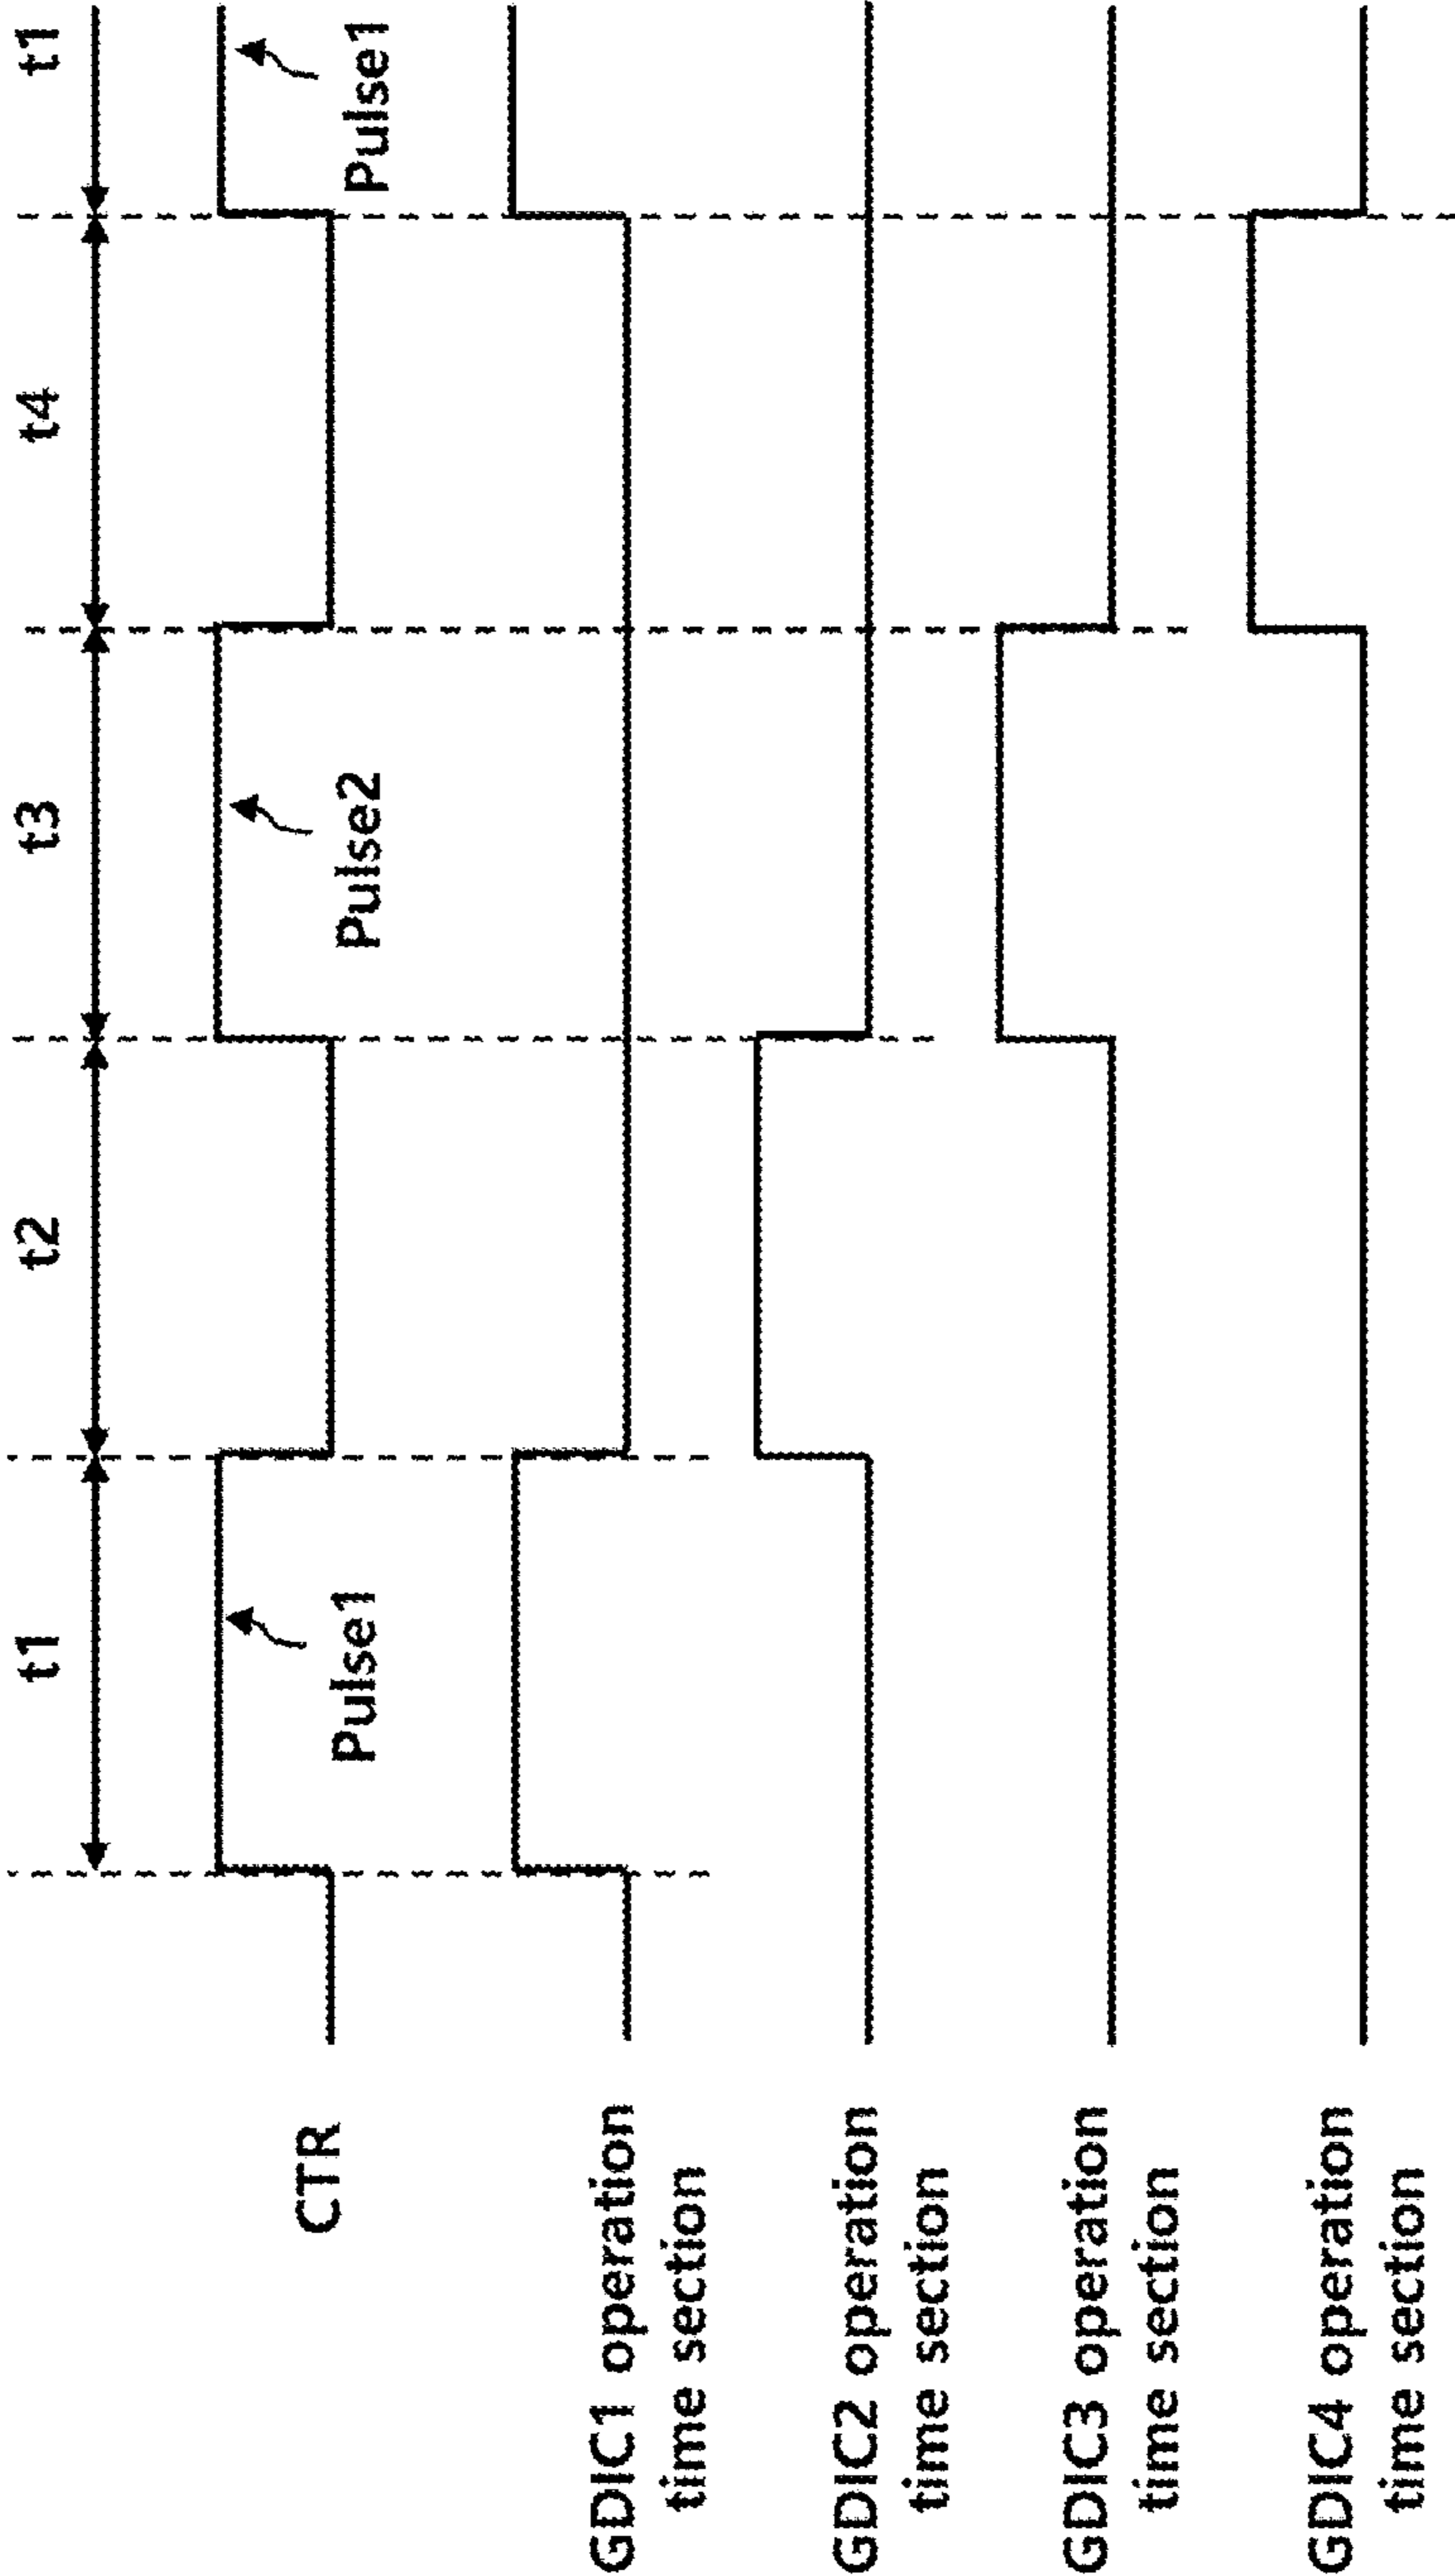 t1
t2
t3
t4
t1
CTR
Pulse1
Pulse2
Pulse1
GDIC1 operation
time section
GDIC2 operation
time section
GDIC3 operation
time section
GDIC4 operation
time section